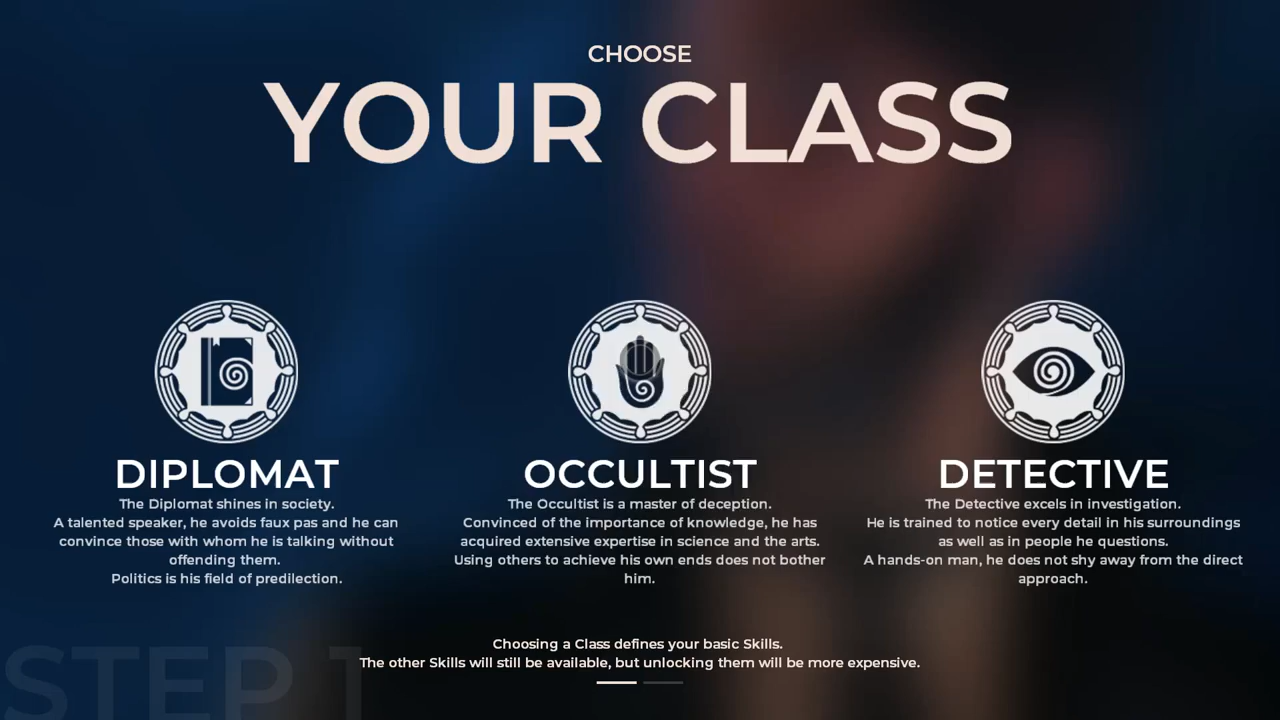 CHOOSE
YOUR CLASS
DIPLOMAT
The Diplomat shines in society.
A talented speaker, he avoids faux pas and he can
convince those with whom he is talking without
offending them.
Politics is his field of predilection.
OCCULTIST
The Occultist is a master of deception.
Convinced of the importance of knowledge, he has
acquired extensive expertise in science and the arts.
Using others to achieve his own ends does not bother
him.
DETECTIVE
The Detective excels in investigation.
He is trained to notice every detail in his surroundings
as well as in people he questions.
A hands-on man, he does not shy away from the direct
approach.
Choosing a Class defines your basic Skills.
The other Skills will still be available, but unlocking them will be more expensive.
STEP 1